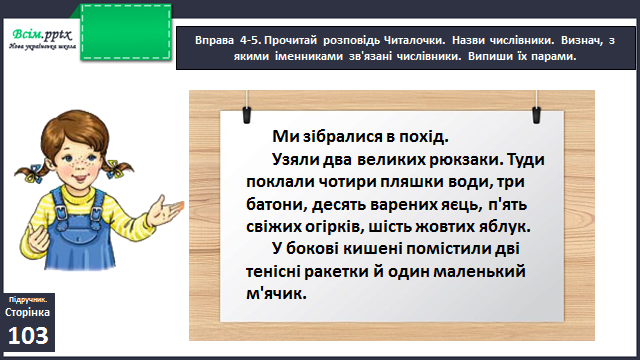 Всім.pptx
Нова українська школа
Вправа 4-5. Прочитай розповідь Читалочки. Назви числівники. Визнач, з
якими іменниками зв'язані числівники. Випиши їх парами.
Ми зібралися в похід.
Узяли два великих рюкзаки. Туди
поклали чотири пляшки води, три
батони, десять варених яєць, п'ять
свіжих огірків, шість жовтих яблук.
У бокові кишені помістили дві
тенісні ракетки й один маленький
м'ячик.
Підручник.
Сторінка
103